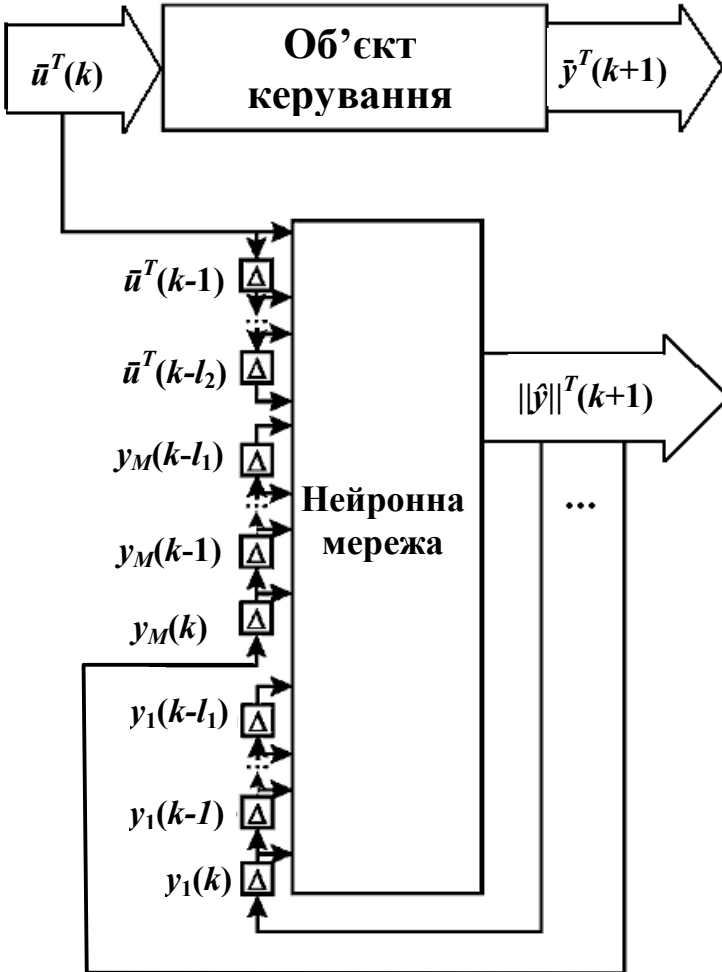 ū^T(k)
Об’єкт
керування
ȳ^T(k+1)
ū^T(k-1)
Δ
ū^T(k-l₂)
Δ
||ŷ||^T(k+1)
y_M(k-l₁)
Δ
Нейронна
мережа
...
y_M(k-1)
Δ
y_M(k)
Δ
y₁(k-l₁)
Δ
y₁(k-1)
Δ
y₁(k)
Δ